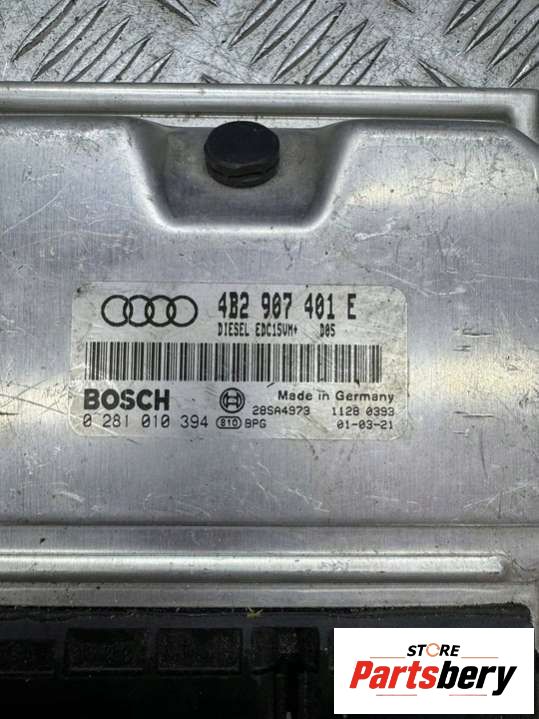 4B2 907 401 E
DIESEL EDC15VM+ D05
BOSCH
Made in Germany
28SA4973 1128 0393
0 281 010 394 810 BPG 01-03-21
STORE
Partsbery